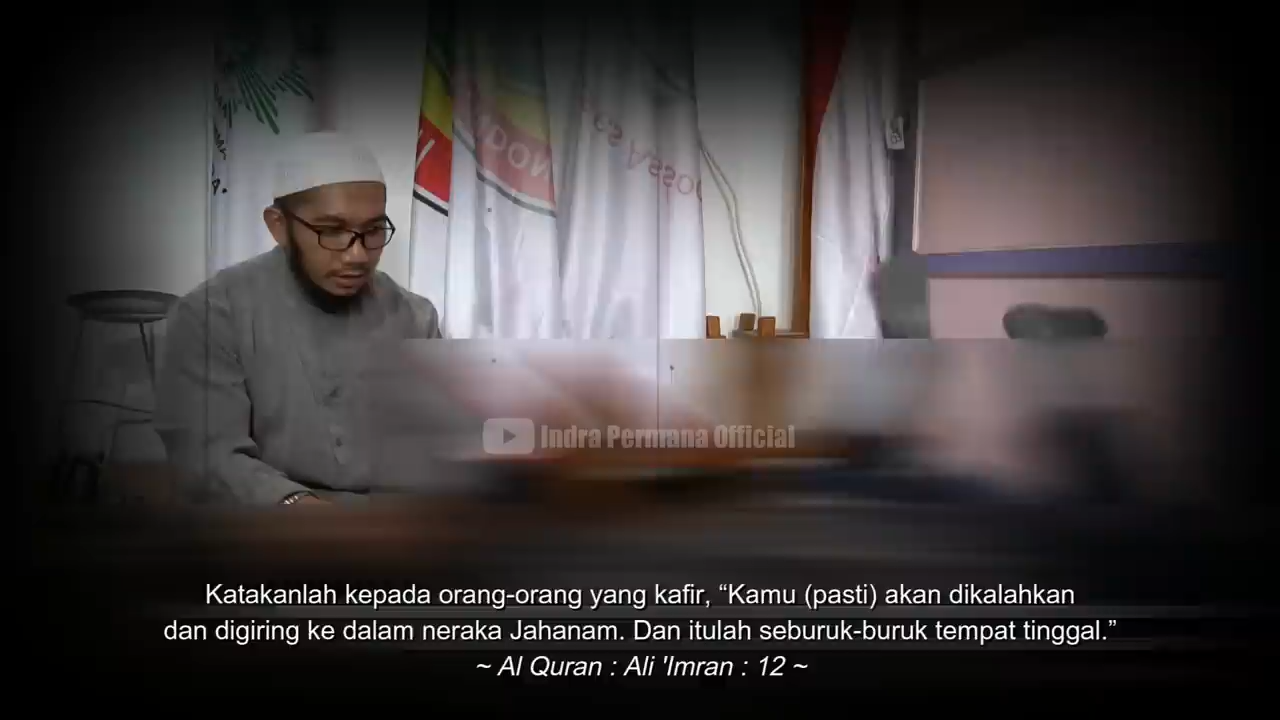 Indra Permana Official
Katakanlah kepada orang-orang yang kafir, “Kamu (pasti) akan dikalahkan
dan digiring ke dalam neraka Jahanam. Dan itulah seburuk-buruk tempat tinggal.”
~ Al Quran : Ali 'Imran : 12 ~